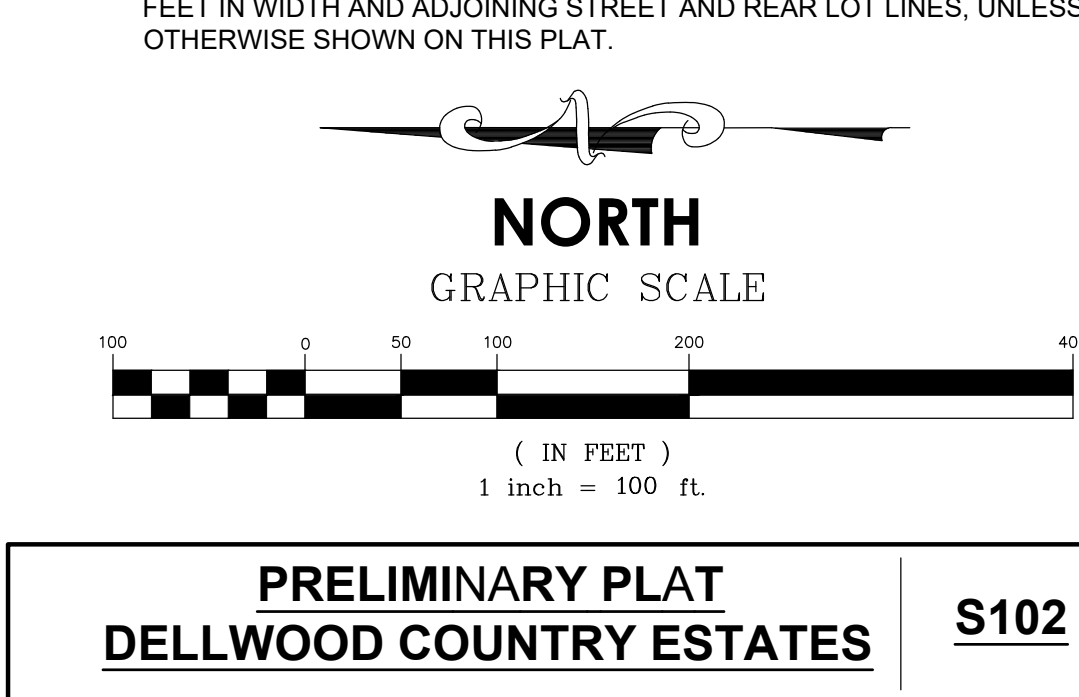 FEET IN WIDTH AND ADJOINING STREET AND REAR LOT LINES, UNLESS
OTHERWISE SHOWN ON THIS PLAT.
N
NORTH
GRAPHIC SCALE
100 0 50 100 200 40
( IN FEET )
1 inch = 100 ft.
PRELIMINARY PLAT
DELLWOOD COUNTRY ESTATES
S102